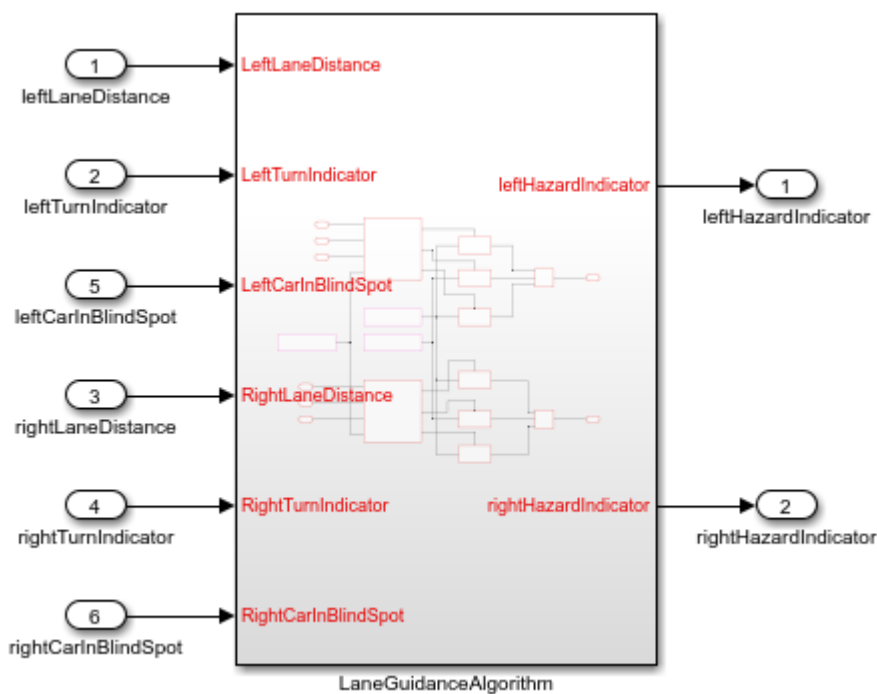 1
leftLaneDistance
LeftLaneDistance
2
leftTurnIndicator
LeftTurnIndicator
leftHazardIndicator
1
leftHazardIndicator
5
leftCarInBlindSpot
LeftCarInBlindSpot
3
rightLaneDistance
RightLaneDistance
4
rightTurnIndicator
RightTurnIndicator
rightHazardIndicator
2
rightHazardIndicator
6
rightCarInBlindSpot
RightCarInBlindSpot
LaneGuidanceAlgorithm